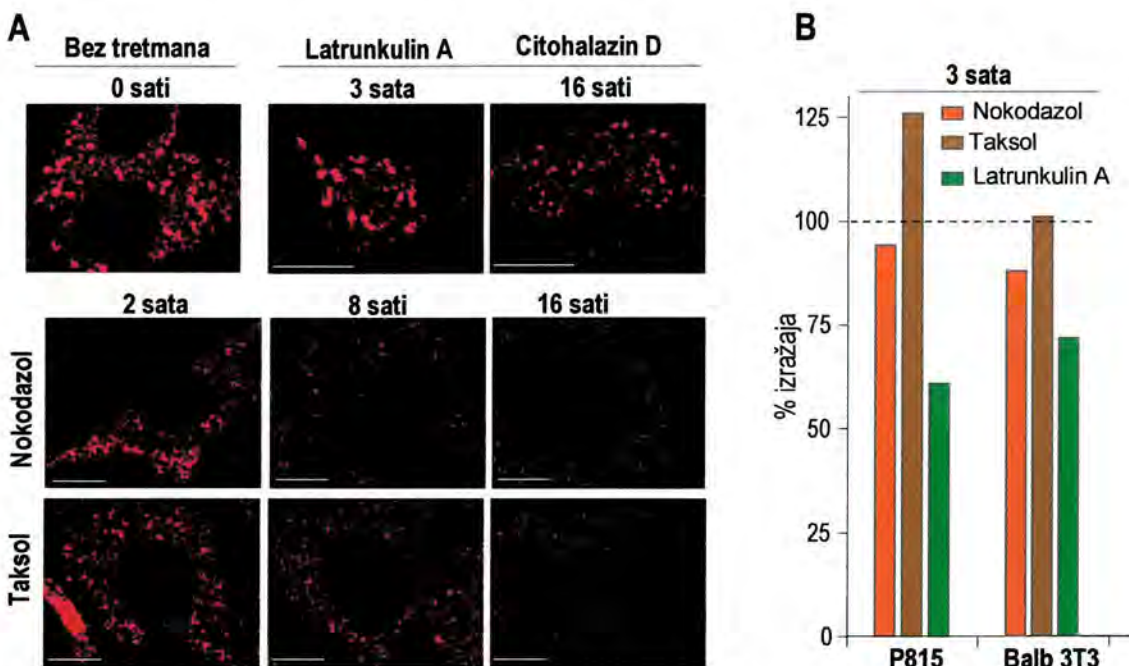 A
Bez tretmana
Latrunkulin A
Citohalazin D
0 sati
3 sata
16 sati
2 sata
8 sati
16 sati
Nokodazol
Taksol
B
3 sata
Nokodazol
Taksol
Latrunkulin A
% izražaja
125
100
75
50
25
0
P815
Balb 3T3